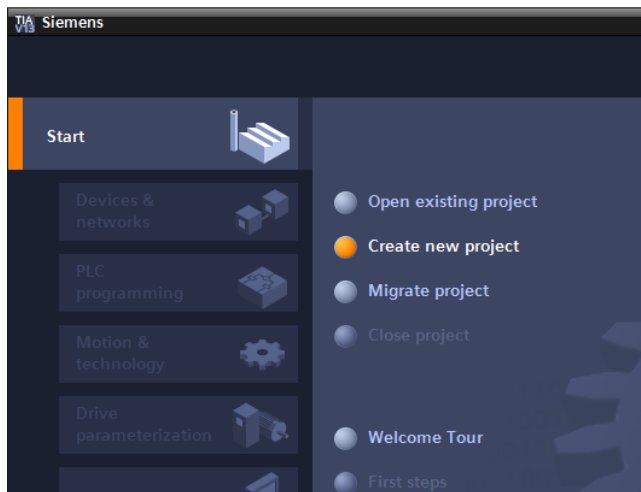 TIA
V13 Siemens
Start
Devices &
networks
PLC
programming
Motion &
technology
Drive
parameterization
Open existing project
Create new project
Migrate project
Close project
Welcome Tour
First steps